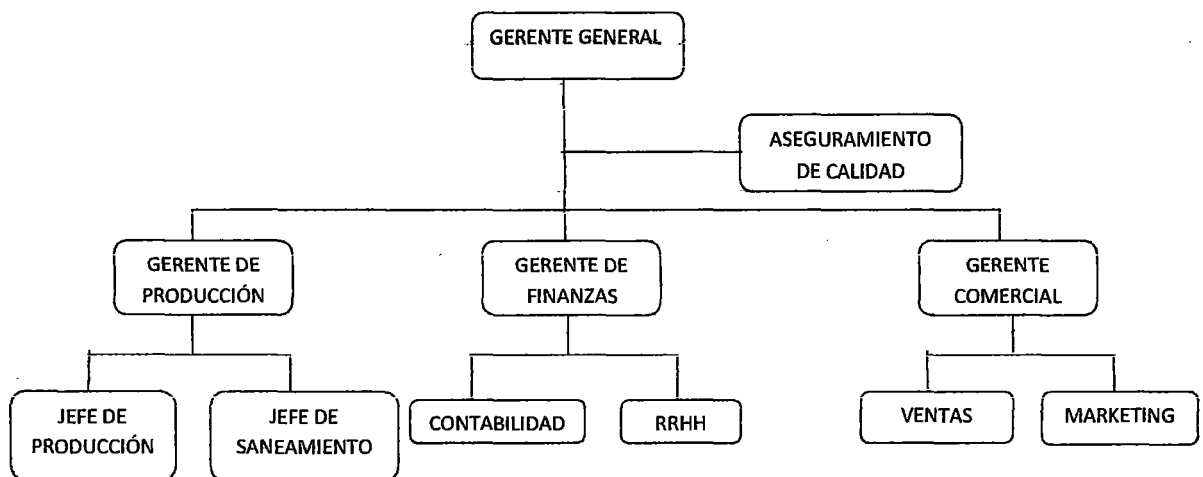 GERENTE GENERAL
ASEGURAMIENTO
DE CALIDAD
GERENTE DE
PRODUCCIÓN
GERENTE DE
FINANZAS
GERENTE
COMERCIAL
JEFE DE
PRODUCCIÓN
JEFE DE
SANEAMIENTO
CONTABILIDAD
RRHH
VENTAS
MARKETING